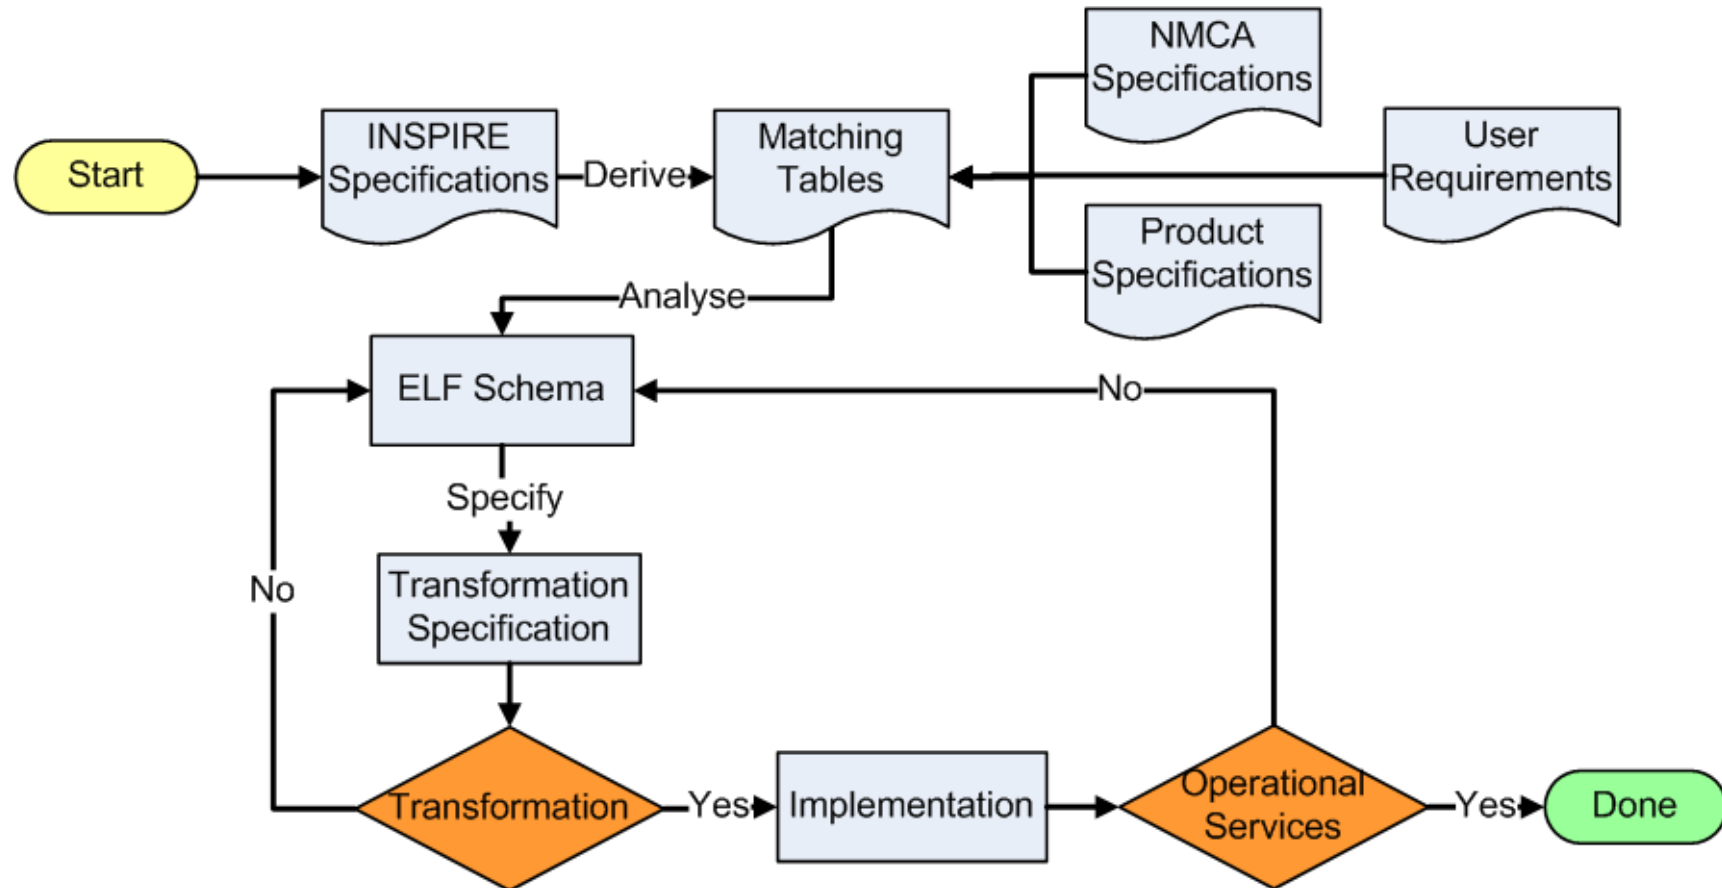 NMCA
Specifications
Start
INSPIRE
Specifications
Derive
Matching
Tables
User
Requirements
Product
Specifications
Analyse
ELF Schema
No
Specify
No
Transformation
Specification
Transformation
Yes
Implementation
Operational
Services
Yes
Done